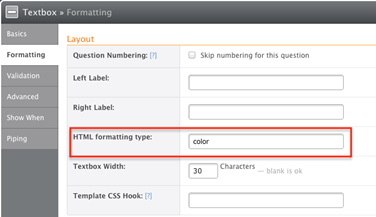 Textbox » Formatting
Basics
Formatting
Validation
Advanced
Show When
Piping
Layout
Question Numbering: [?] Skip numbering for this question
Left Label:
Right Label:
HTML formatting type: color
Textbox Width: 30 Characters — blank is ok
Template CSS Hook: [?]